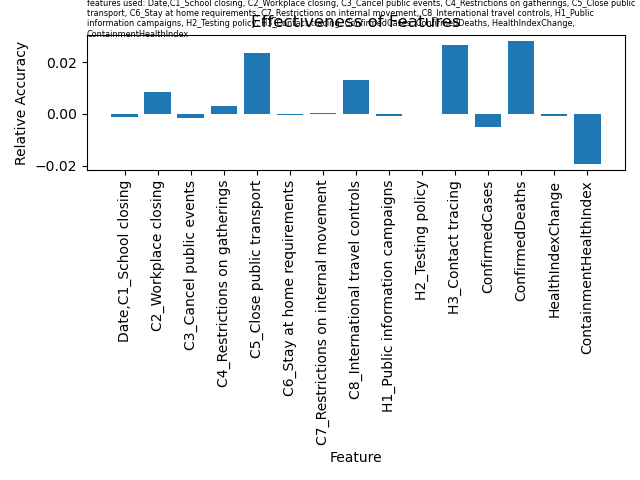 features used: Date,C1_School closing, C2_Workplace closing, C3_Cancel public events, C4_Restrictions on gatherings, C5_Close public
transport, C6_Stay at home requirements, C7_Restrictions on internal movement, C8_International travel controls, H1_Public
information campaigns, H2_Testing policy, H3_Contact tracing, ConfirmedCases, ConfirmedDeaths, HealthIndexChange,
ContainmentHealthIndex
Effectiveness of Features
Relative Accuracy
0.02
0.00
−0.02
Date,C1_School closing
C2_Workplace closing
C3_Cancel public events
C4_Restrictions on gatherings
C5_Close public transport
C6_Stay at home requirements
C7_Restrictions on internal movement
C8_International travel controls
H1_Public information campaigns
H2_Testing policy
H3_Contact tracing
ConfirmedCases
ConfirmedDeaths
HealthIndexChange
ContainmentHealthIndex
Feature